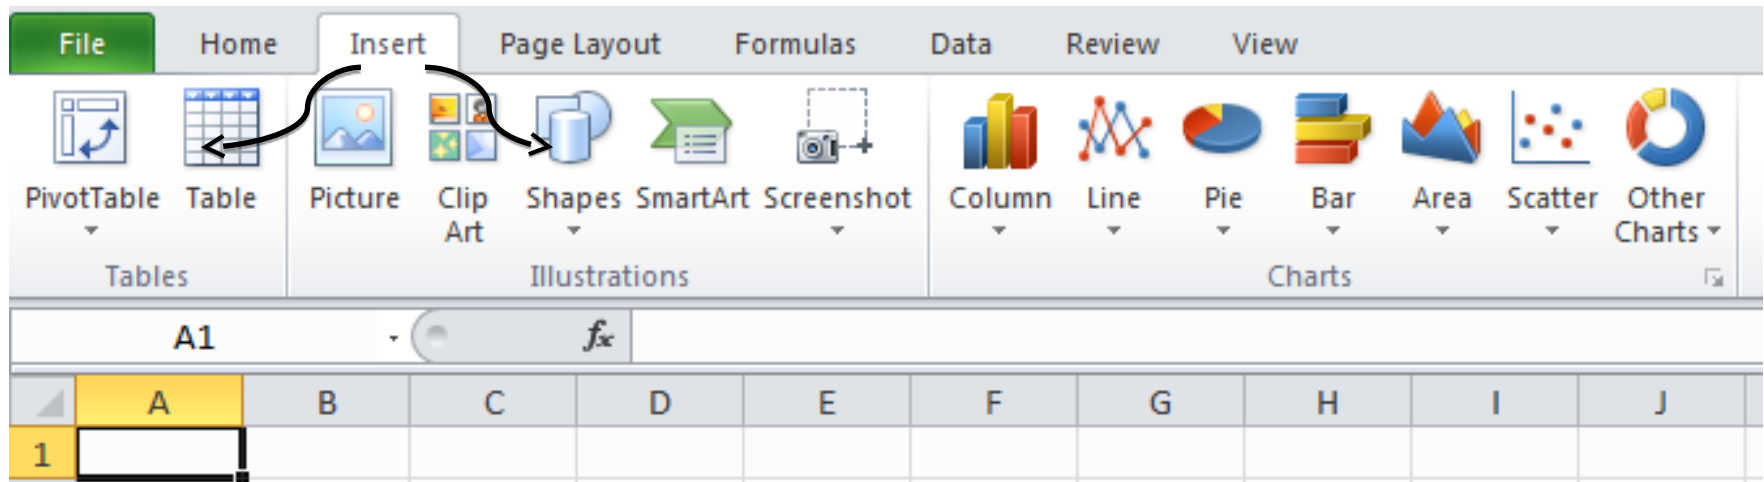 File Home Insert Page Layout Formulas Data Review View
PivotTable Table Picture Clip Shapes SmartArt Screenshot Column Line Pie Bar Area Scatter Other
Art Charts
Tables Illustrations Charts
A1 fx
A B C D E F G H I J
1